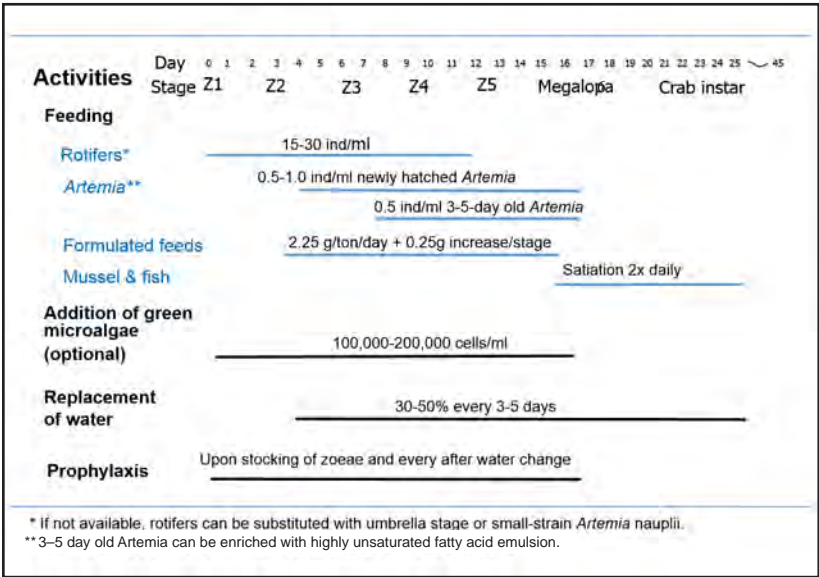 Day 0 1 2 3 4 5 6 7 8 9 10 11 12 13 14 15 16 17 18 19 20 21 22 23 24 25 45
Activities
Stage Z1 Z2 Z3 Z4 Z5 Megalopa Crab instar
Feeding
15-30 ind/ml
Rotifers*
0.5-1.0 ind/ml newly hatched Artemia
Artemia**
0.5 ind/ml 3-5-day old Artemia
Formulated feeds 2.25 g/ton/day + 0.25g increase/stage
Mussel & fish Satiation 2x daily
Addition of green
microalgae
(optional) 100,000-200,000 cells/ml
Replacement
of water 30-50% every 3-5 days
Prophylaxis Upon stocking of zoeae and every after water change
* If not available, rotifers can be substituted with umbrella stage or small-strain Artemia nauplii.
** 3–5 day old Artemia can be enriched with highly unsaturated fatty acid emulsion.